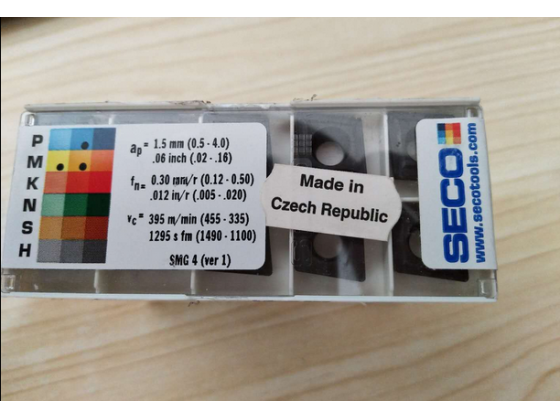 P
M
K
N
S
H
ap= 1.5 mm (0.5 - 4.0)
.06 inch (.02 - .16)
fn= 0.30 mm/r (0.12 - 0.50)
.012 in/r (.005 - .020)
vc= 395 m/min (455 - 335)
1295 s fm (1490 - 1100)
SMG 4 (ver 1)
Made in
Czech Republic
SECO
www.secotools.com